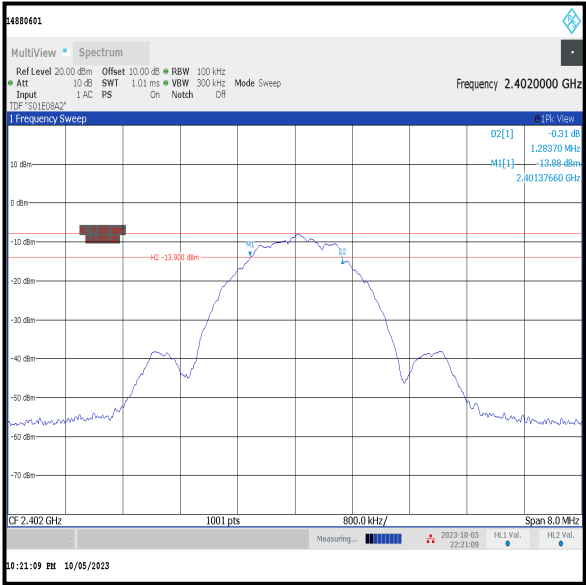 14880601
MultiView Spectrum
Ref Level 20.00 dBm Offset 10.00 dB RBW 100 kHz
Att 10 dB SWT 1.01 ms VBW 300 kHz Mode Sweep Frequency 2.4020000 GHz
Input 1 AC PS On Notch Off
TDF "S01E08A2"
1 Frequency Sweep 1Pk View
D2[1] -0.31 dB
1.28370 MHz
M1[1] -13.88 dBm
2.40137660 GHz
10 dBm
0 dBm
-10 dBm
M1
D2
H2 -13.900 dBm
-20 dBm
-30 dBm
-40 dBm
-50 dBm
-60 dBm
-70 dBm
CF 2.402 GHz 1001 pts 800.0 kHz/ Span 8.0 MHz
Measuring... 2023-10-05 HL1 Val. HL2 Val.
22:21:09
10:21:09 PM 10/05/2023